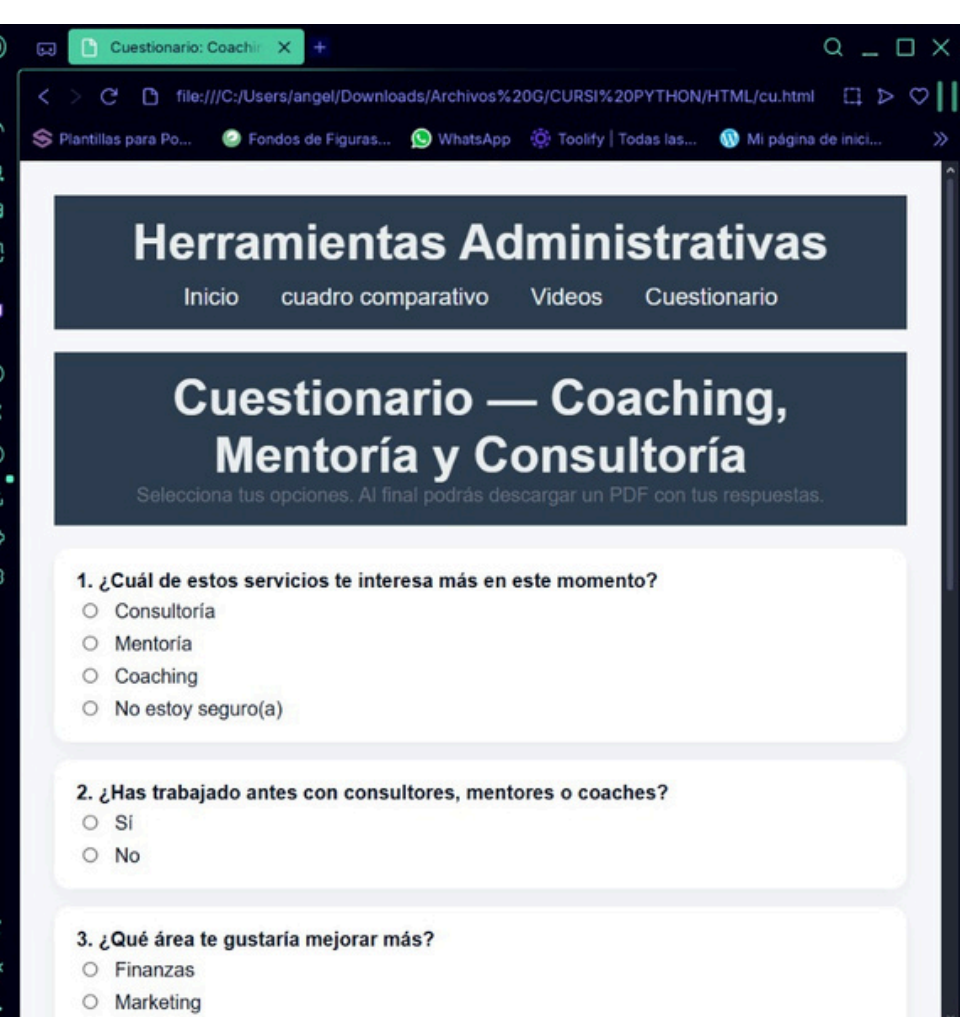 Cuestionario: Coachin
file:///C:/Users/angel/Downloads/Archivos%20G/CURSI%20PYTHON/HTML/cu.html
Plantillas para Po... Fondos de Figuras... WhatsApp Toolify | Todas las... Mi página de inici...
Herramientas Administrativas
Inicio cuadro comparativo Videos Cuestionario
Cuestionario — Coaching,
Mentoría y Consultoría
Selecciona tus opciones. Al final podrás descargar un PDF con tus respuestas.
1. ¿Cuál de estos servicios te interesa más en este momento?
Consultoría
Mentoría
Coaching
No estoy seguro(a)
2. ¿Has trabajado antes con consultores, mentores o coaches?
Sí
No
3. ¿Qué área te gustaría mejorar más?
Finanzas
Marketing